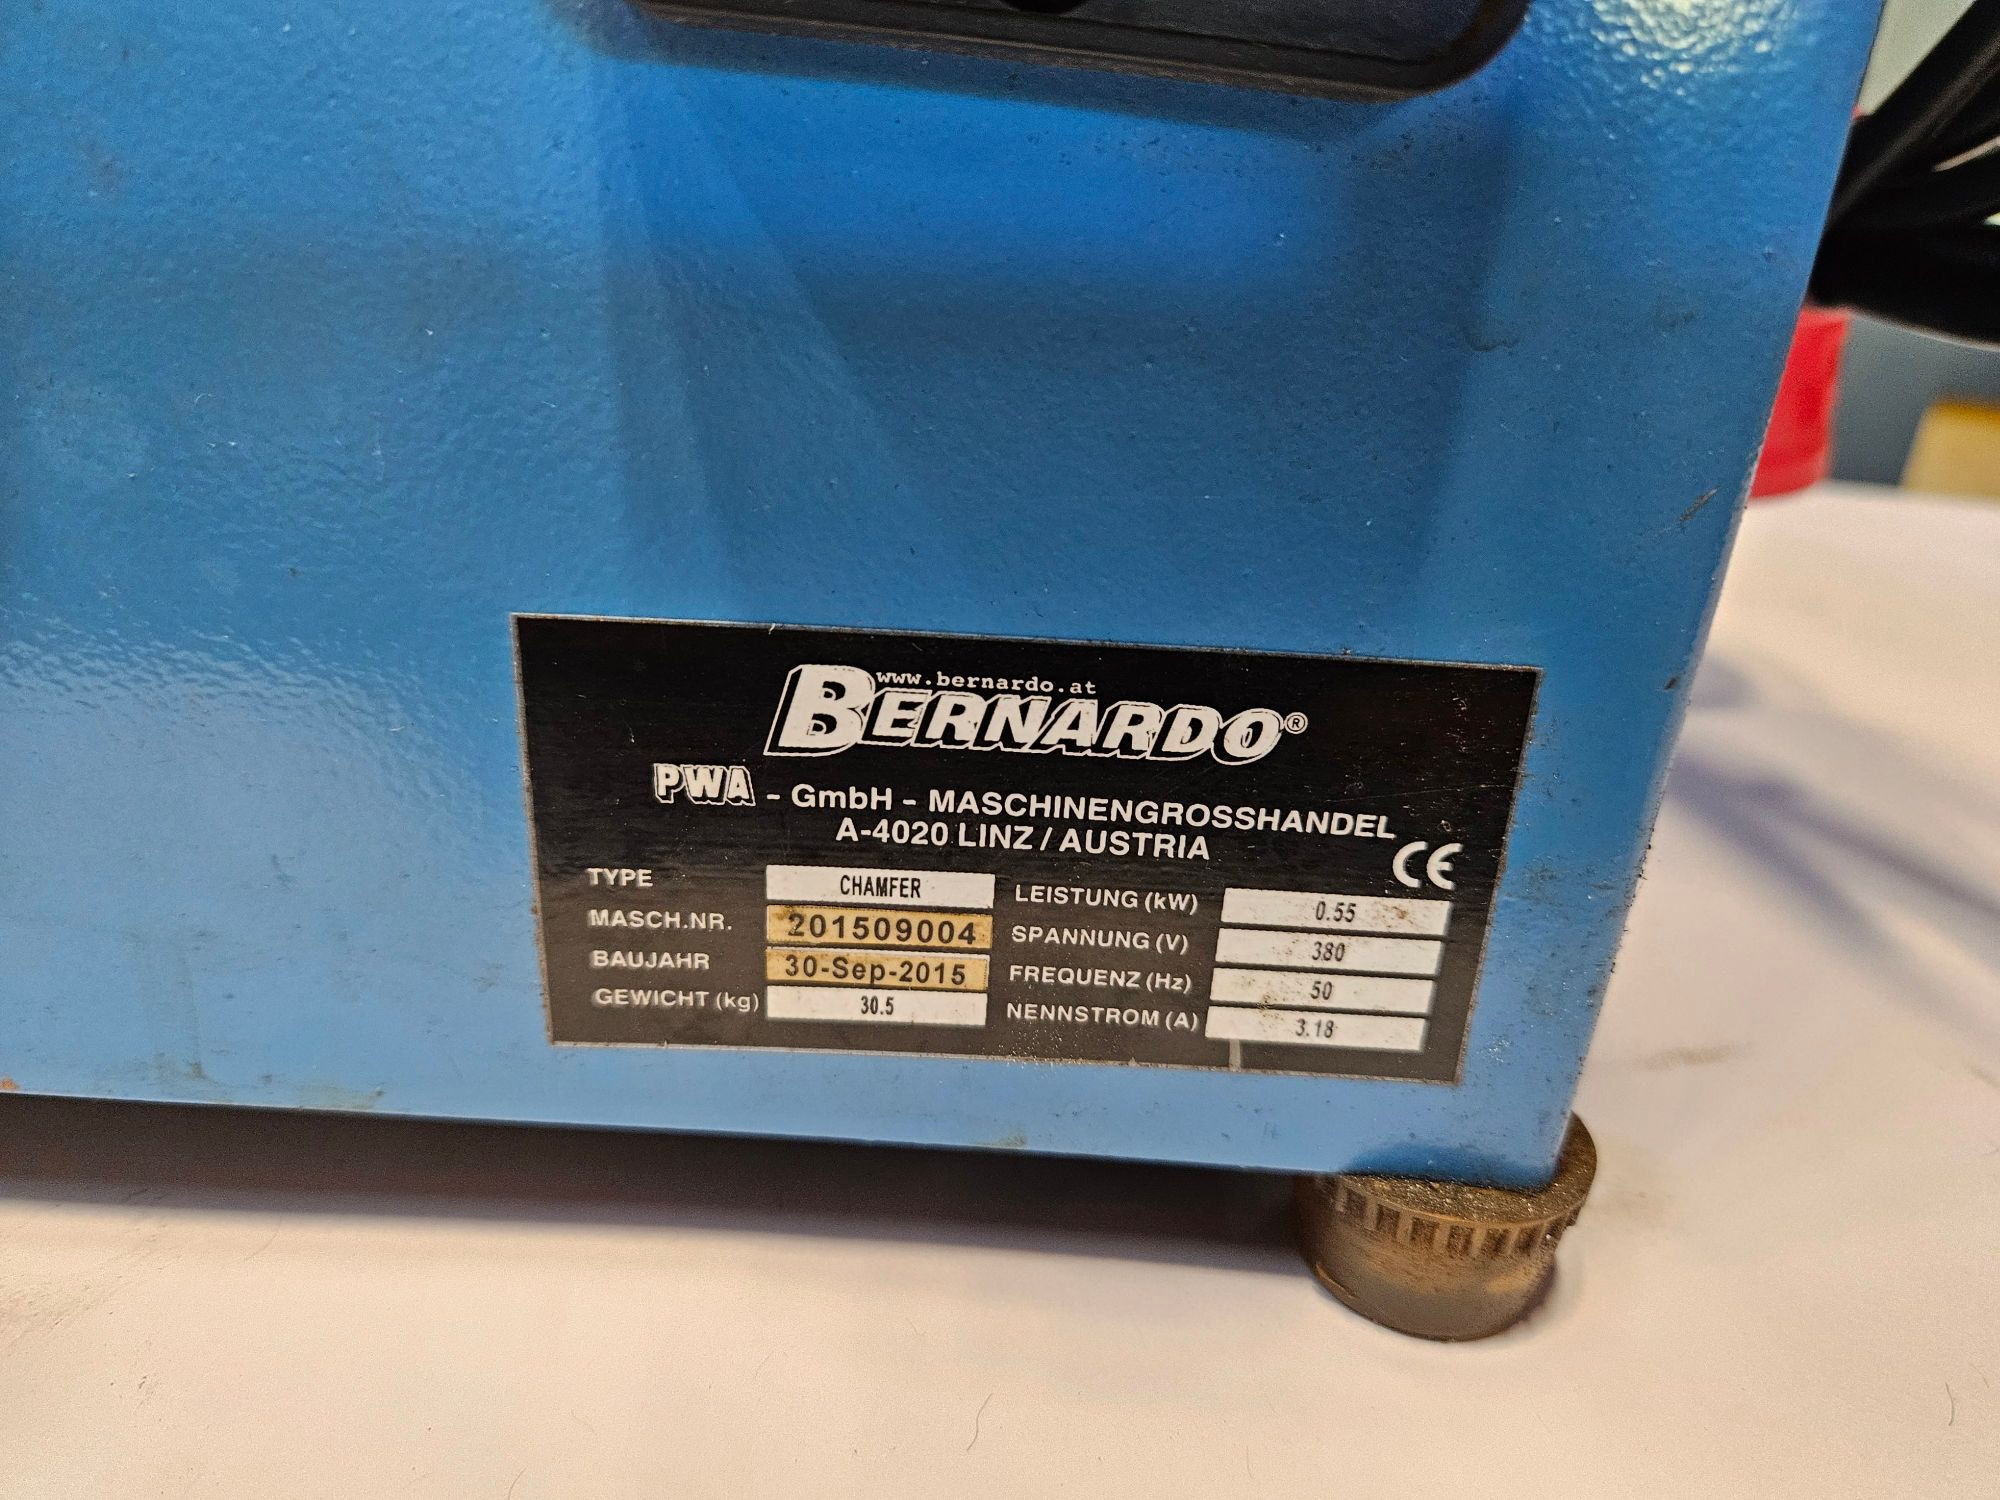 www.bernardo.at
BERNARDO®
PWA - GmbH - MASCHINENGROSSHANDEL
A-4020 LINZ / AUSTRIA
CE
TYPE CHAMFER
MASCH.NR. 201509004
BAUJAHR 30-Sep-2015
GEWICHT (kg) 30.5
LEISTUNG (kW) 0.55
SPANNUNG (V) 380
FREQUENZ (Hz) 50
NENNSTROM (A) 3.18